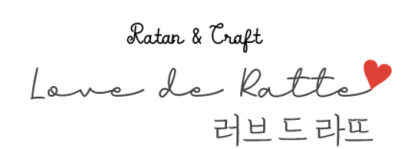 Ratan & Craft
Love de Ratte
러브드라뜨